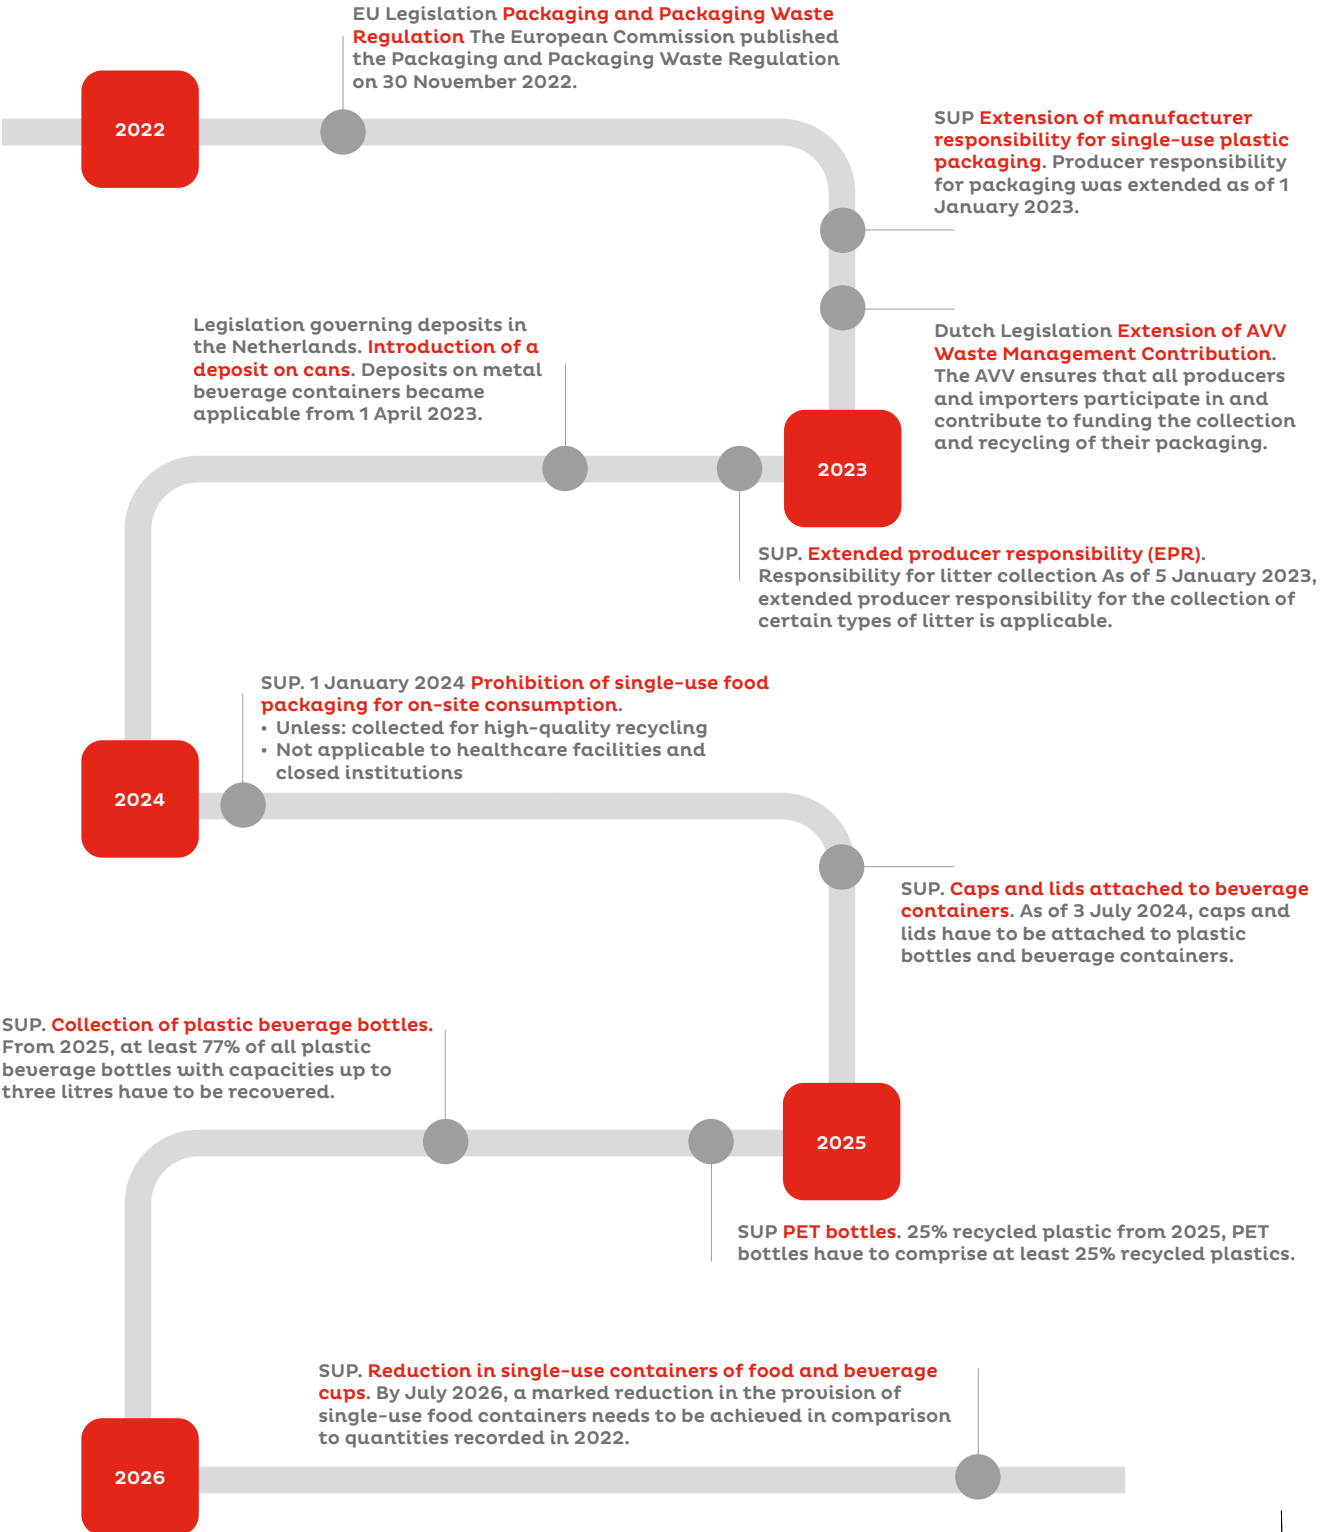 EU Legislation Packaging and Packaging Waste
Regulation The European Commission published
the Packaging and Packaging Waste Regulation
on 30 November 2022.
2022
SUP Extension of manufacturer
responsibility for single-use plastic
packaging. Producer responsibility
for packaging was extended as of 1
January 2023.
Dutch Legislation Extension of AVV
Waste Management Contribution.
The AVV ensures that all producers
and importers participate in and
contribute to funding the collection
and recycling of their packaging.
2023
SUP. Extended producer responsibility (EPR).
Responsibility for litter collection As of 5 January 2023,
extended producer responsibility for the collection of
certain types of litter is applicable.
Legislation governing deposits in
the Netherlands. Introduction of a
deposit on cans. Deposits on metal
beverage containers became
applicable from 1 April 2023.
2024
SUP. 1 January 2024 Prohibition of single-use food
packaging for on-site consumption.
• Unless: collected for high-quality recycling
• Not applicable to healthcare facilities and
closed institutions
SUP. Caps and lids attached to beverage
containers. As of 3 July 2024, caps and
lids have to be attached to plastic
bottles and beverage containers.
2025
SUP PET bottles. 25% recycled plastic from 2025, PET
bottles have to comprise at least 25% recycled plastics.
SUP. Collection of plastic beverage bottles.
From 2025, at least 77% of all plastic
beverage bottles with capacities up to
three litres have to be recovered.
2026
SUP. Reduction in single-use containers of food and beverage
cups. By July 2026, a marked reduction in the provision of
single-use food containers needs to be achieved in comparison
to quantities recorded in 2022.